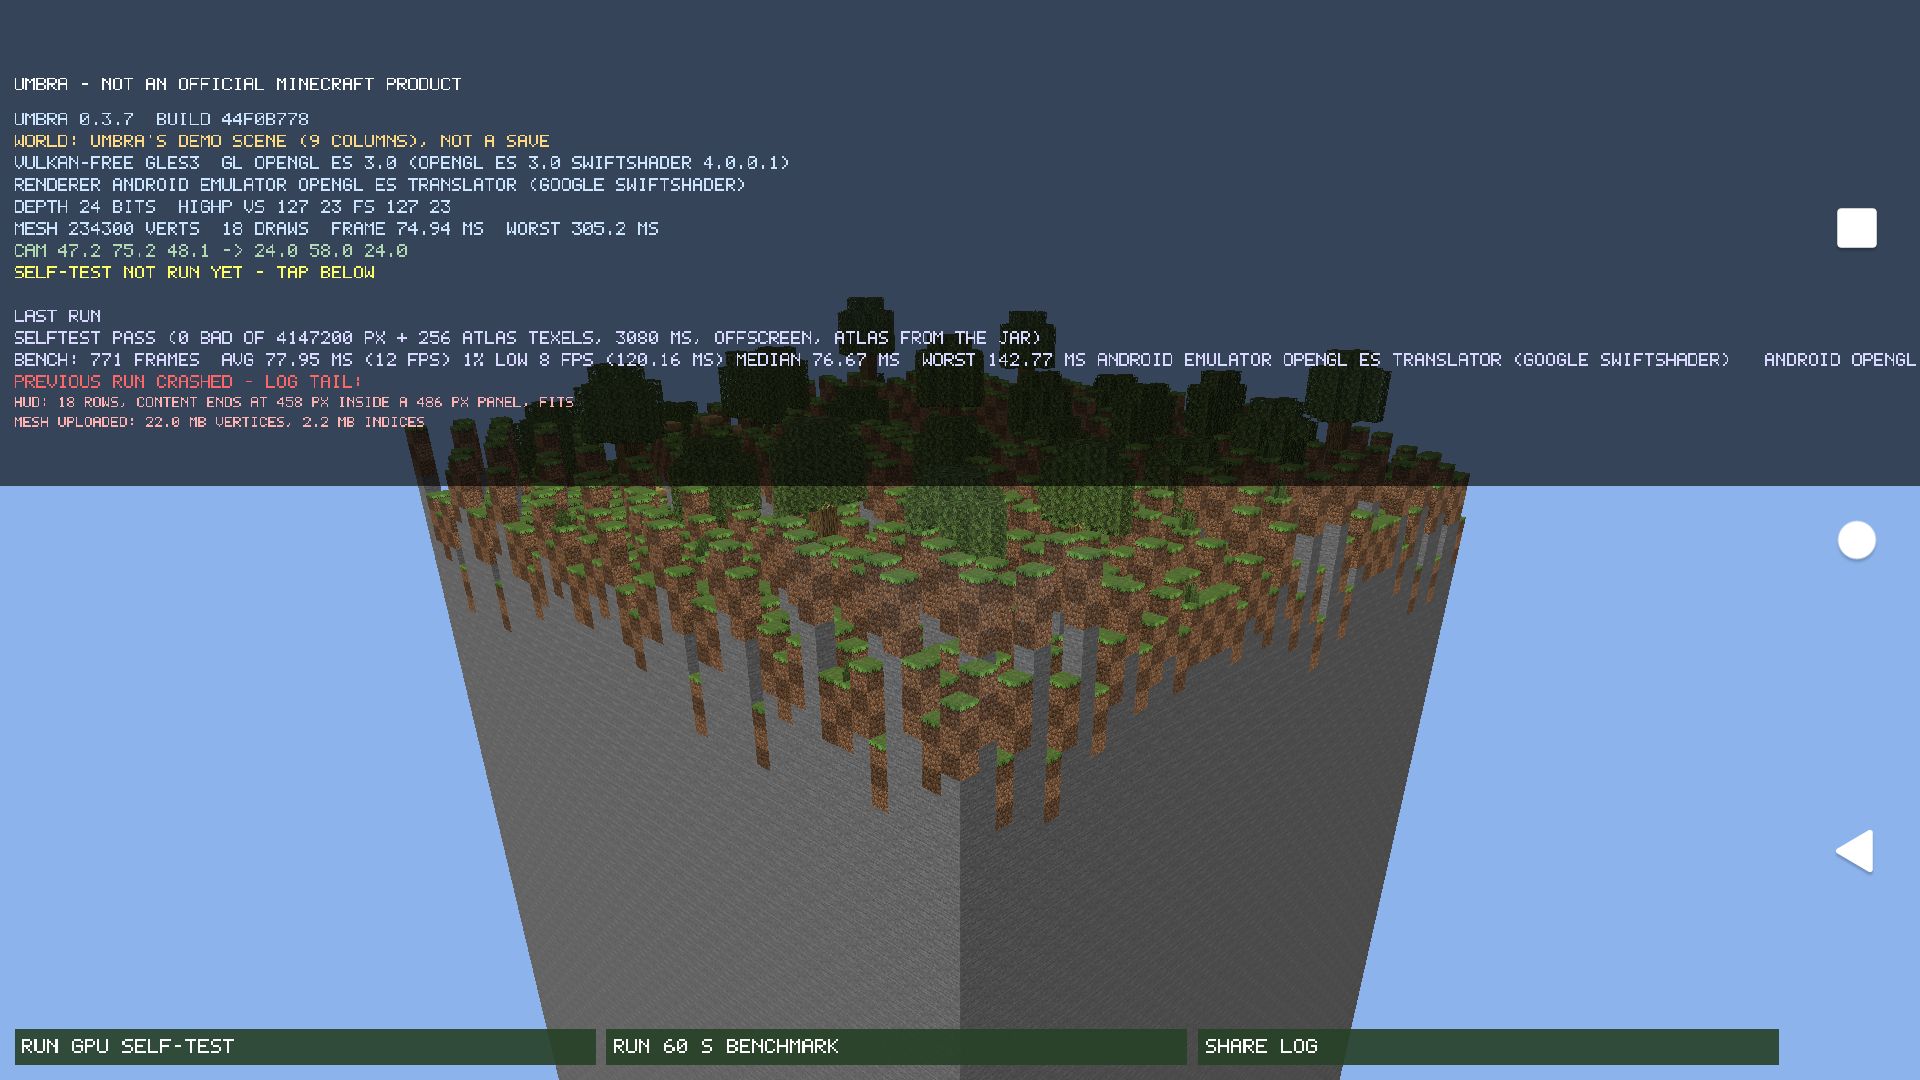 UMBRA - NOT AN OFFICIAL MINECRAFT PRODUCT
UMBRA 0.3.7  BUILD 44F0B778
WORLD: UMBRA'S DEMO SCENE (9 COLUMNS), NOT A SAVE
VULKAN-FREE GLES3  GL OPENGL ES 3.0 (OPENGL ES 3.0 SWIFTSHADER 4.0.0.1)
RENDERER ANDROID EMULATOR OPENGL ES TRANSLATOR (GOOGLE SWIFTSHADER)
DEPTH 24 BITS  HIGHP VS 127 23 FS 127 23
MESH 234300 VERTS  18 DRAWS  FRAME 74.94 MS  WORST 305.2 MS
CAM 47.2 75.2 48.1 -> 24.0 58.0 24.0
SELF-TEST NOT RUN YET - TAP BELOW
LAST RUN
SELFTEST PASS (0 BAD OF 4147200 PX + 256 ATLAS TEXELS, 3080 MS, OFFSCREEN, ATLAS FROM THE JAR)
BENCH: 771 FRAMES  AVG 77.95 MS (12 FPS) 1% LOW 8 FPS (120.16 MS) MEDIAN 76.67 MS  WORST 142.77 MS ANDROID EMULATOR OPENGL ES TRANSLATOR (GOOGLE SWIFTSHADER)   ANDROID OPENGL
PREVIOUS RUN CRASHED - LOG TAIL:
HUD: 18 ROWS, CONTENT ENDS AT 458 PX INSIDE A 486 PX PANEL, FITS
MESH UPLOADED: 22.0 MB VERTICES, 2.2 MB INDICES
RUN GPU SELF-TEST
RUN 60 S BENCHMARK
SHARE LOG